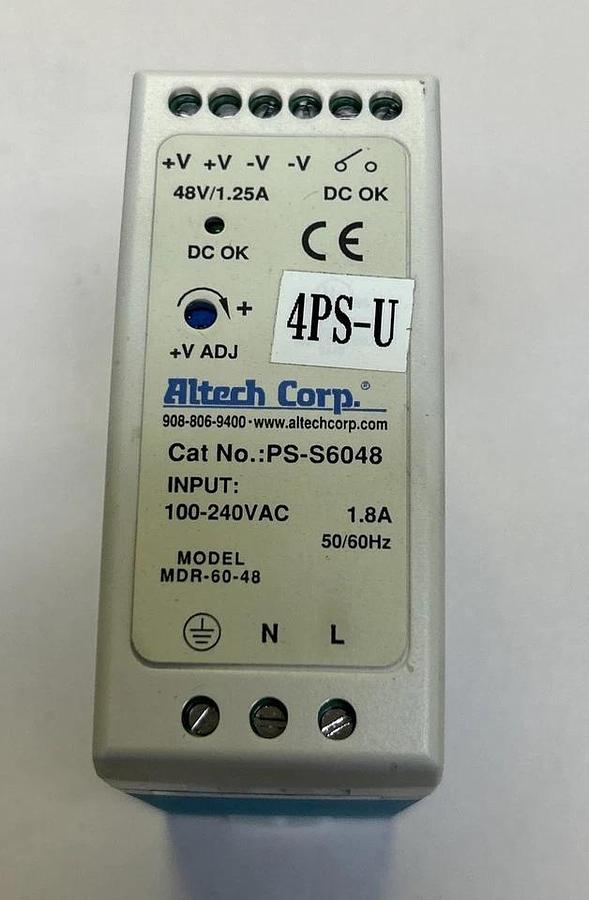 +V +V -V -V
48V/1.25A DC OK
DC OK
CE
+
4PS-U
+V ADJ
Altech Corp.®
908-806-9400·www.altechcorp.com
Cat No.:PS-S6048
INPUT:
100-240VAC 1.8A
50/60Hz
MODEL
MDR-60-48
N L